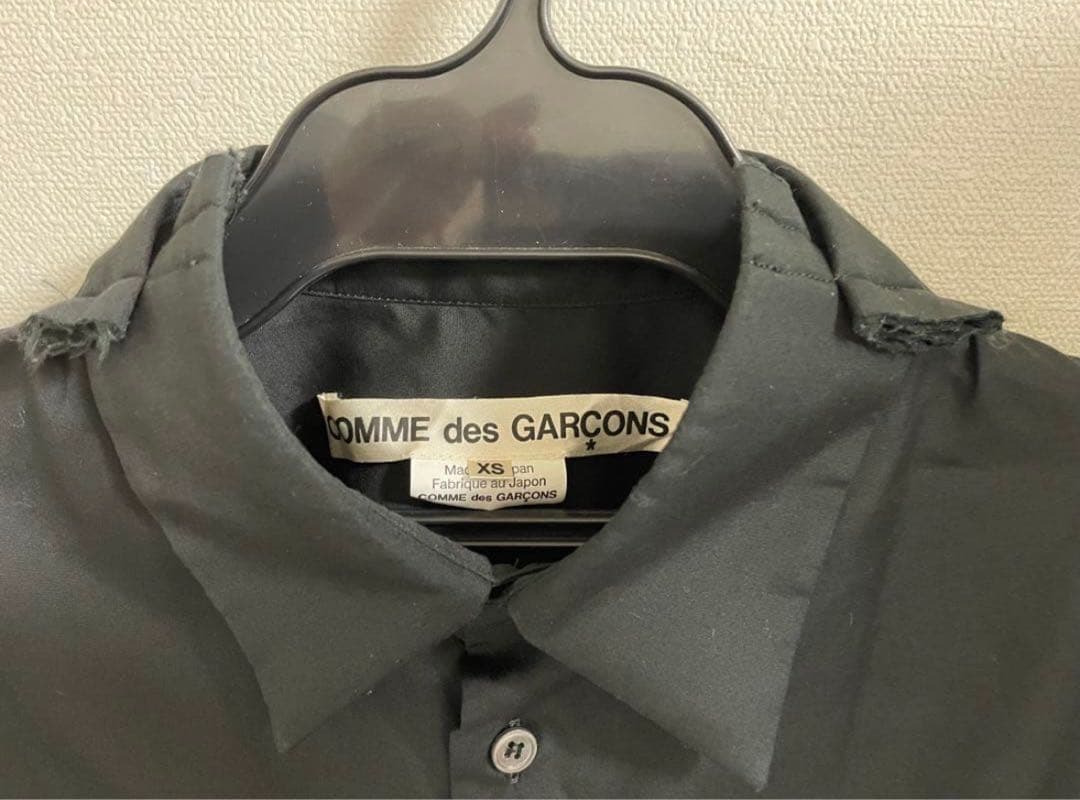 COMME des GARÇONS
*
XS
Fabrique au Japon
COMME des GARÇONS